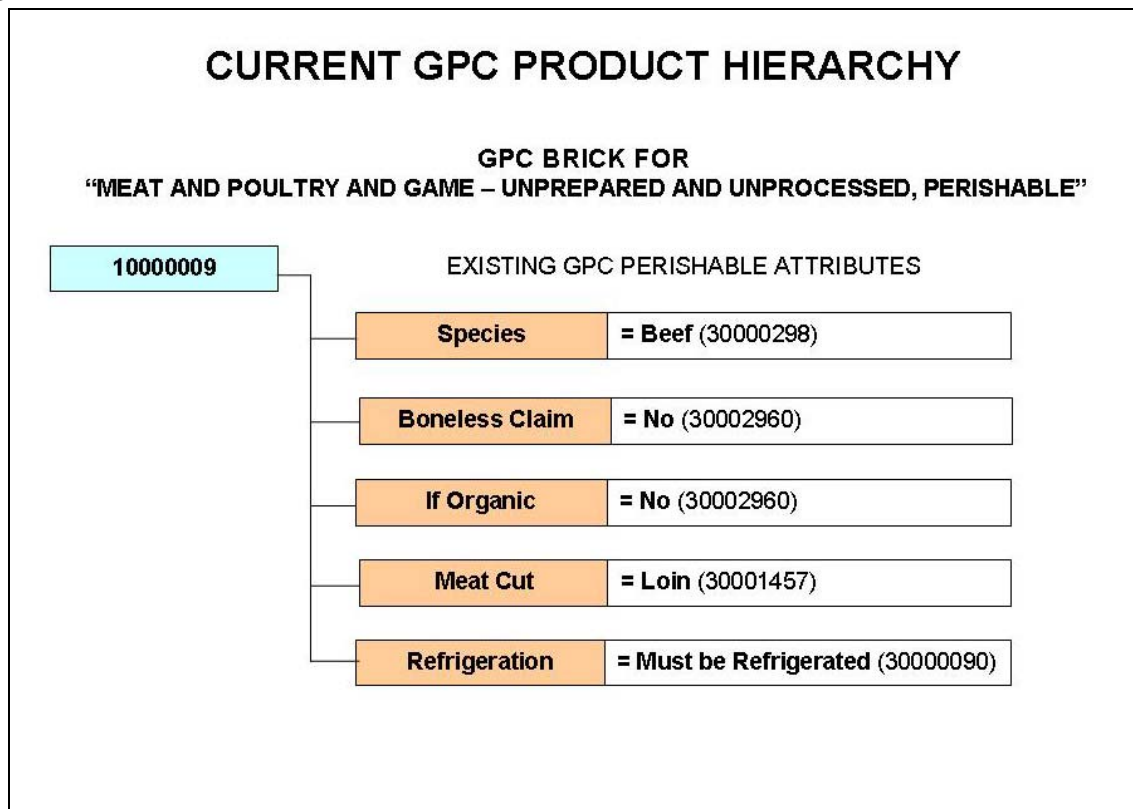 CURRENT GPC PRODUCT HIERARCHY
GPC BRICK FOR
“MEAT AND POULTRY AND GAME – UNPREPARED AND UNPROCESSED, PERISHABLE”
10000009
EXISTING GPC PERISHABLE ATTRIBUTES
Species = Beef (30000298)
Boneless Claim = No (30002960)
If Organic = No (30002960)
Meat Cut = Loin (30001457)
Refrigeration = Must be Refrigerated (30000090)